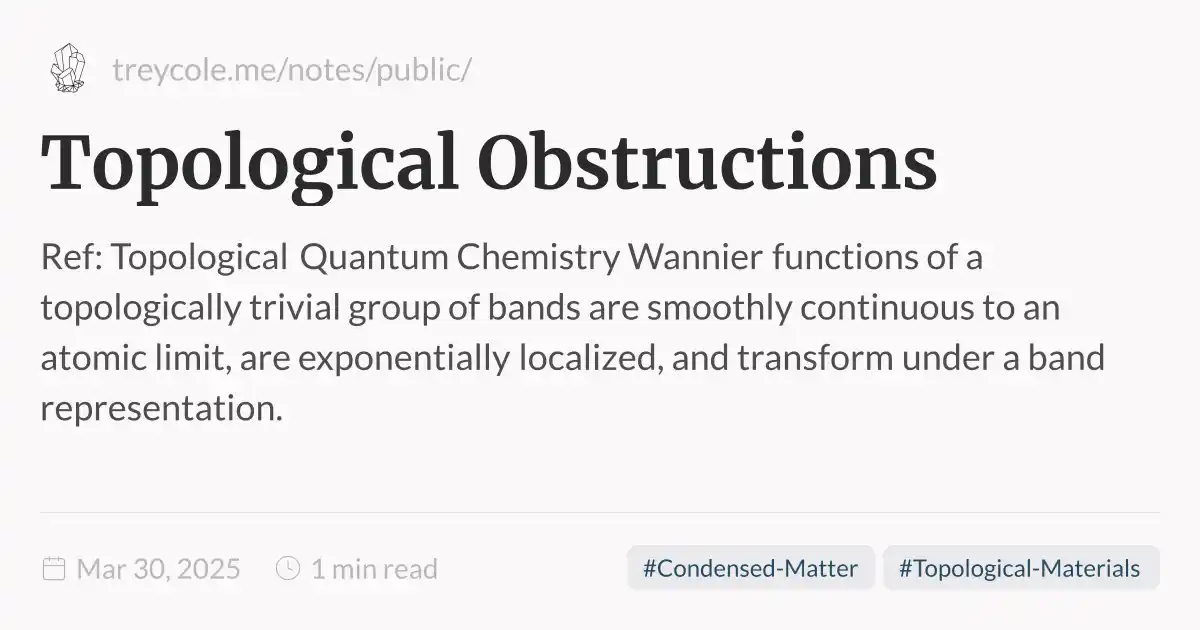 treycole.me/notes/public/
Topological Obstructions
Ref: Topological Quantum Chemistry Wannier functions of a
topologically trivial group of bands are smoothly continuous to an
atomic limit, are exponentially localized, and transform under a band
representation.
Mar 30, 2025 1 min read #Condensed-Matter #Topological-Materials